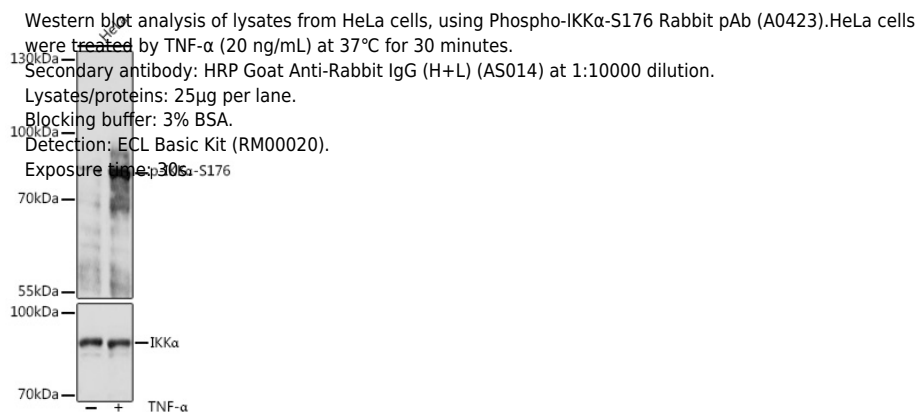 Western blot analysis of lysates from HeLa cells, using Phospho-IKKα-S176 Rabbit pAb (A0423).HeLa cells
were treated by TNF-α (20 ng/mL) at 37℃ for 30 minutes.
Secondary antibody: HRP Goat Anti-Rabbit IgG (H+L) (AS014) at 1:10000 dilution.
Lysates/proteins: 25μg per lane.
Blocking buffer: 3% BSA.
Detection: ECL Basic Kit (RM00020).
Exposure time: 30s.
HeLa
130kDa
100kDa
p-IKKα-S176
70kDa
55kDa
100kDa
IKKα
70kDa
− + TNF-α